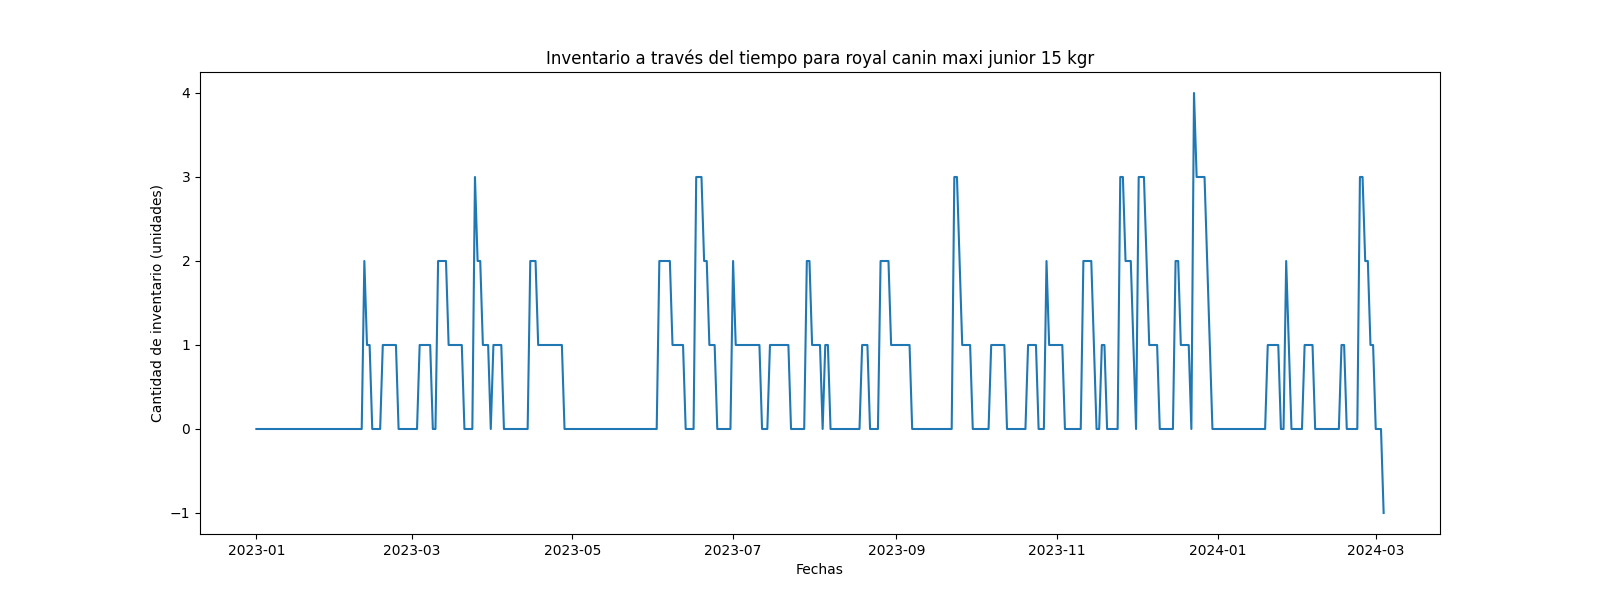 Inventario a través del tiempo para royal canin maxi junior 15 kgr
Cantidad de inventario (unidades)
4
3
2
1
0
−1
2023-01 2023-03 2023-05 2023-07 2023-09 2023-11 2024-01 2024-03
Fechas